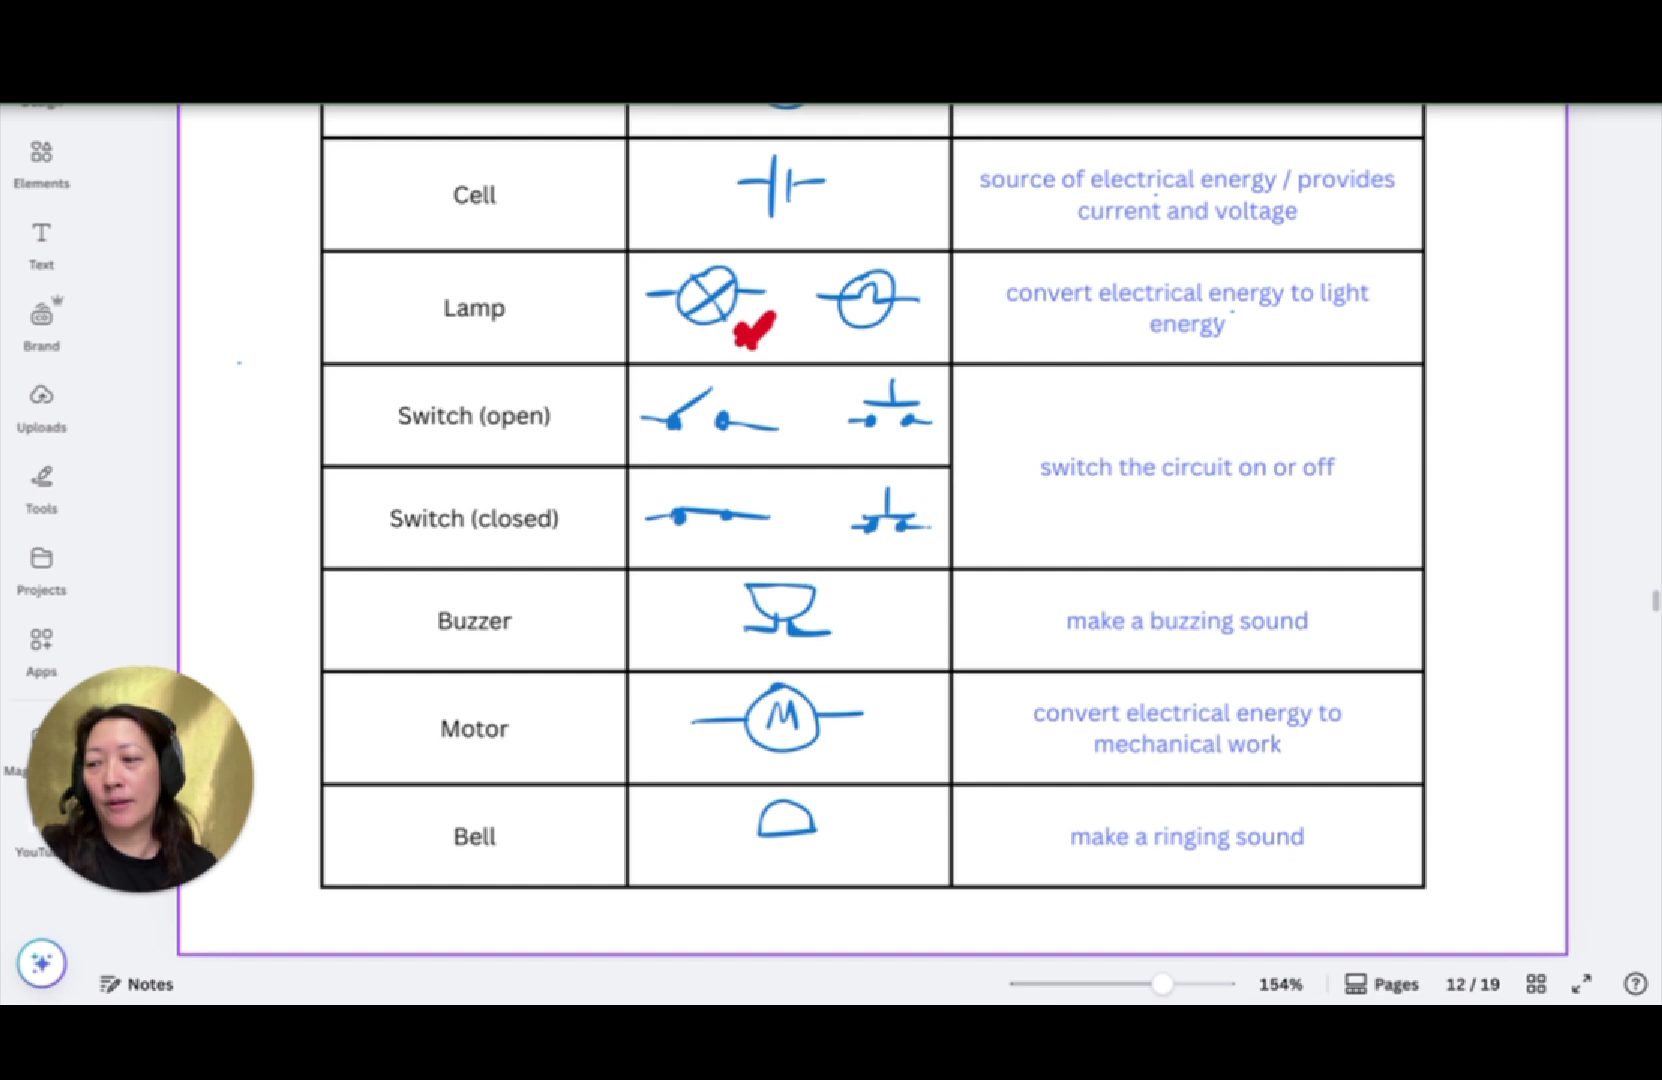 Elements
Text
Brand
Uploads
Tools
Projects
Apps
Cell
source of electrical energy / provides
current and voltage
Lamp
convert electrical energy to light
energy
Switch (open)
switch the circuit on or off
Switch (closed)
Buzzer
make a buzzing sound
Motor
M
convert electrical energy to
mechanical work
Bell
make a ringing sound
Notes
154%
Pages
12 / 19